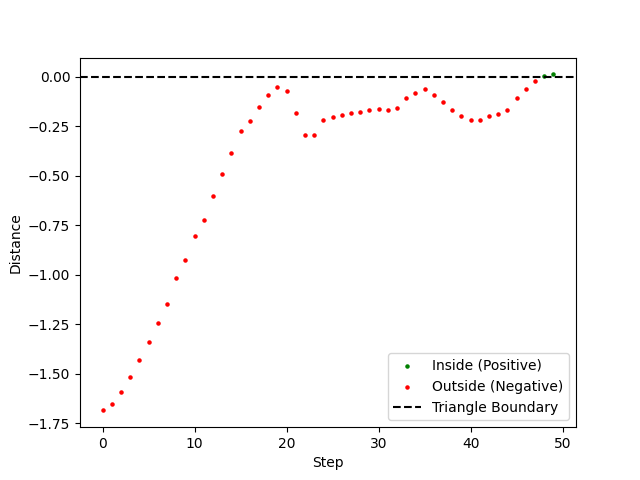 0.00
−0.25
−0.50
−0.75
−1.00
−1.25
−1.50
−1.75
Distance
Inside (Positive)
Outside (Negative)
Triangle Boundary
0 10 20 30 40 50
Step